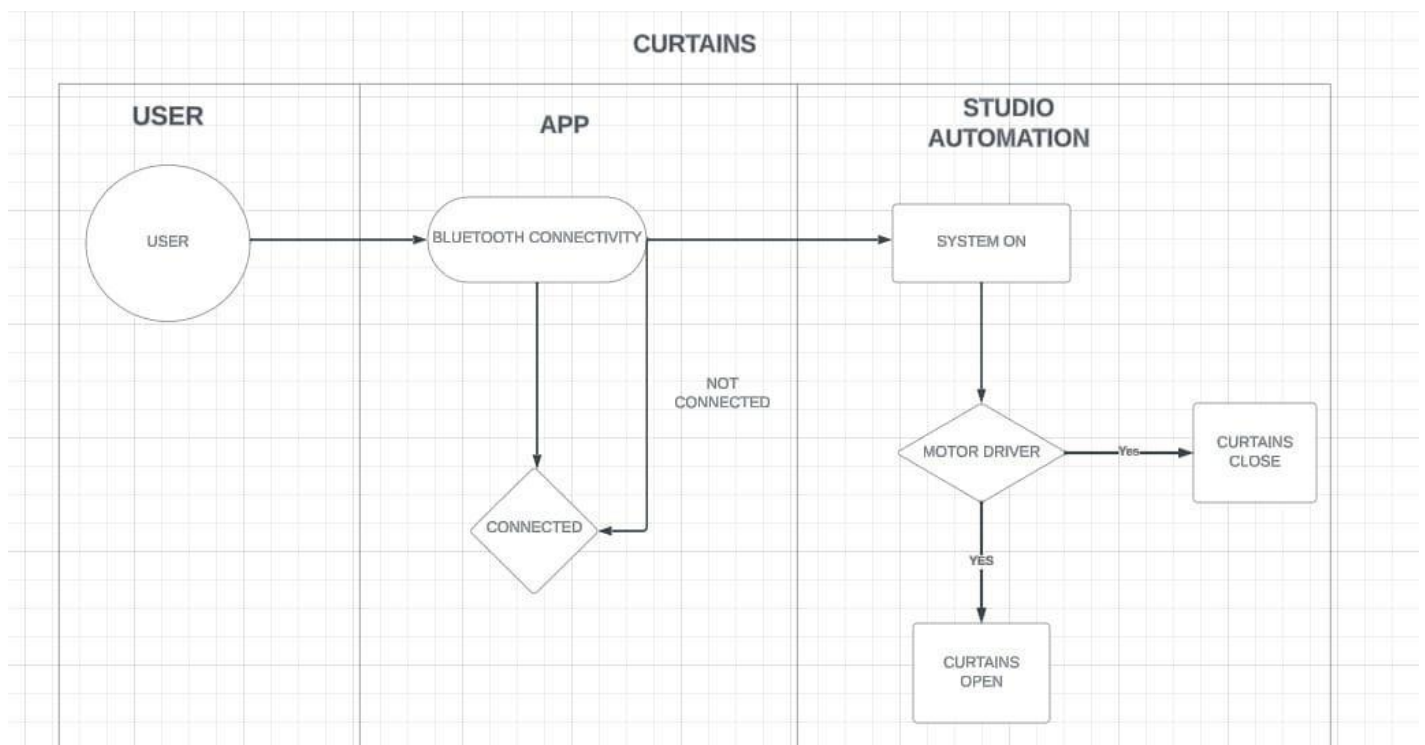 CURTAINS
USER
APP
STUDIO
AUTOMATION
USER
BLUETOOTH CONNECTIVITY
SYSTEM ON
NOT
CONNECTED
MOTOR DRIVER
Yes
CURTAINS
CLOSE
CONNECTED
YES
CURTAINS
OPEN